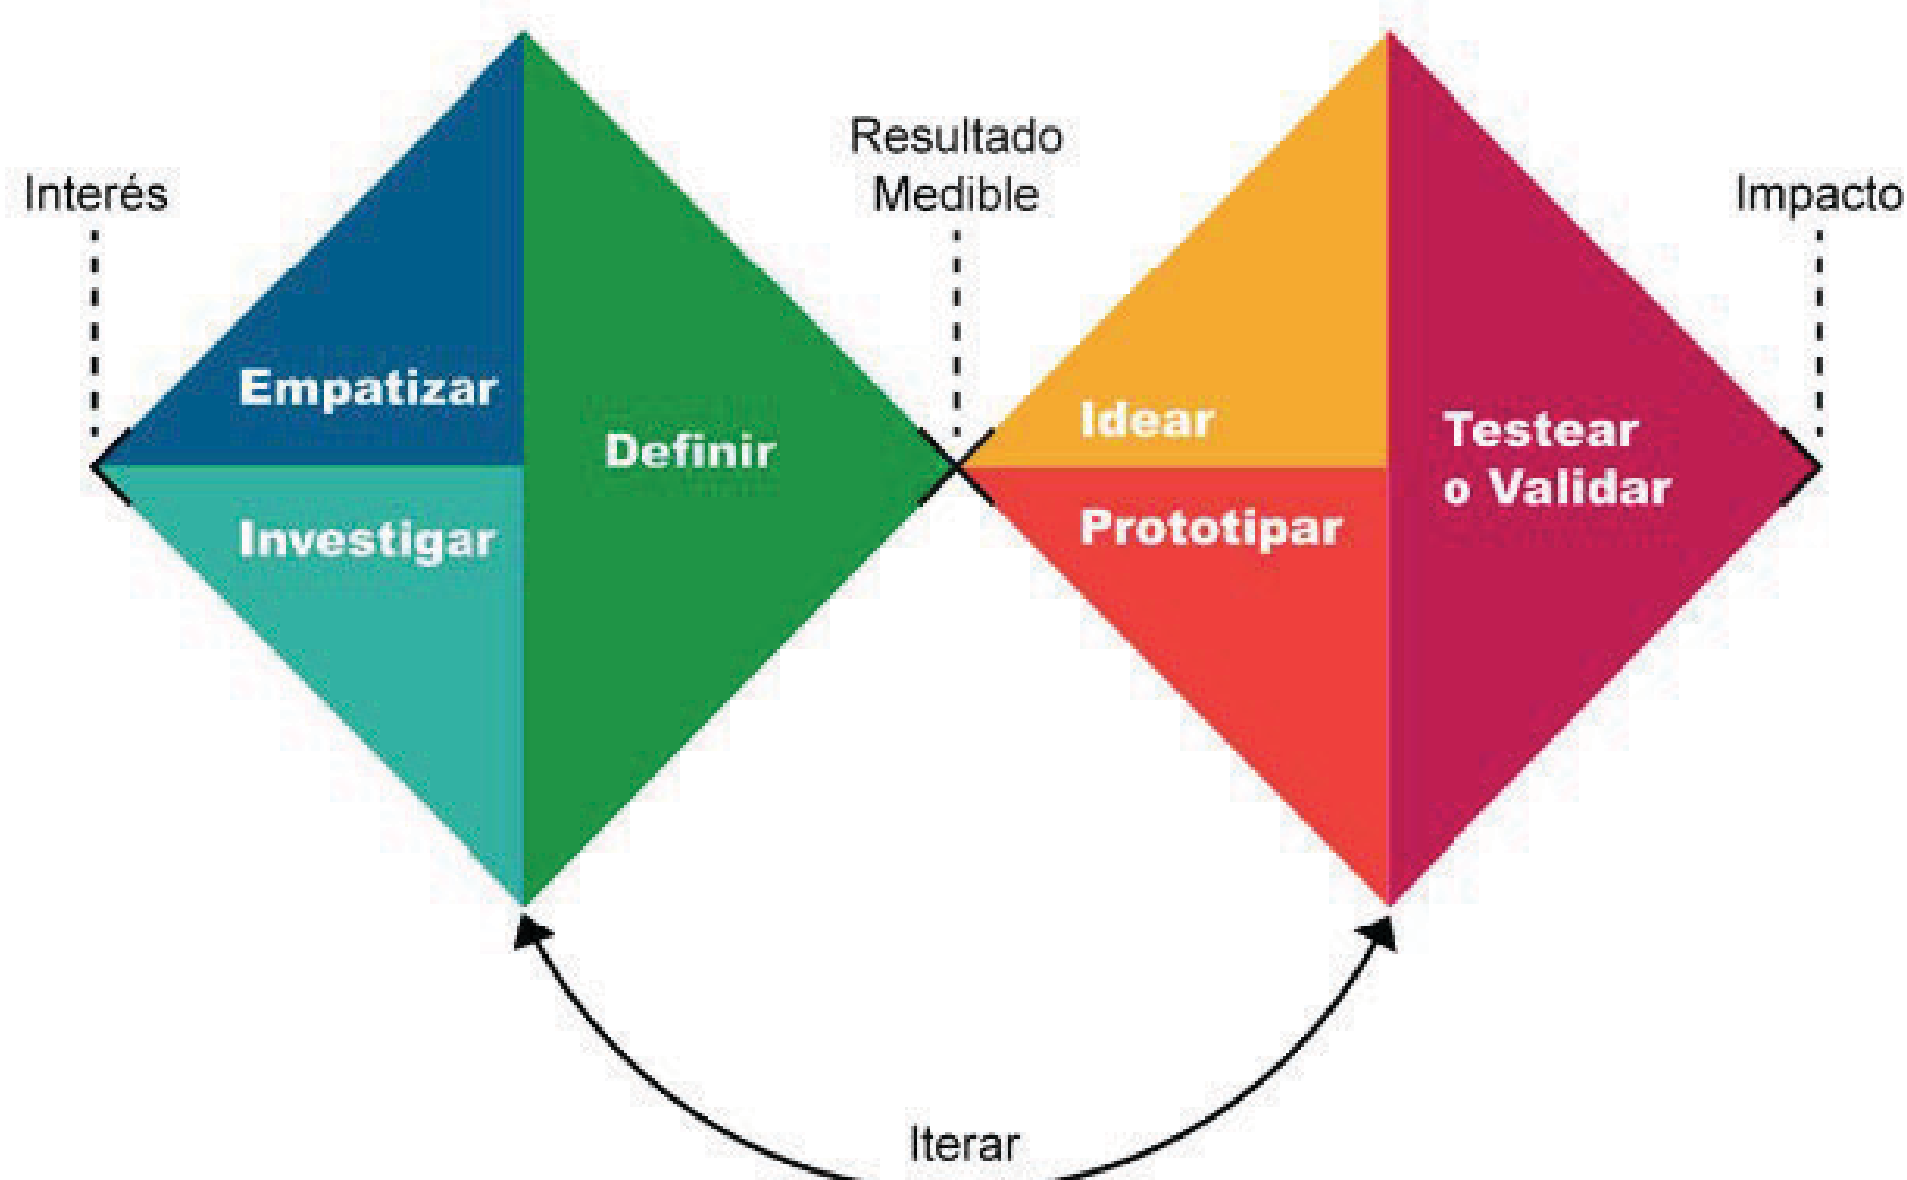 Interés
Resultado
Medible
Impacto
Empatizar
Investigar
Definir
Idear
Prototipar
Testear
o Validar
Iterar